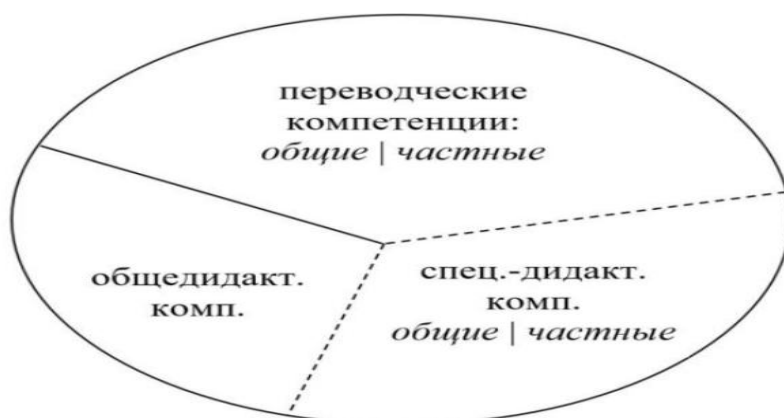 переводческие
компетенции:
общие | частные
общедидакт.
комп.
спец.-дидакт.
комп.
общие | частные